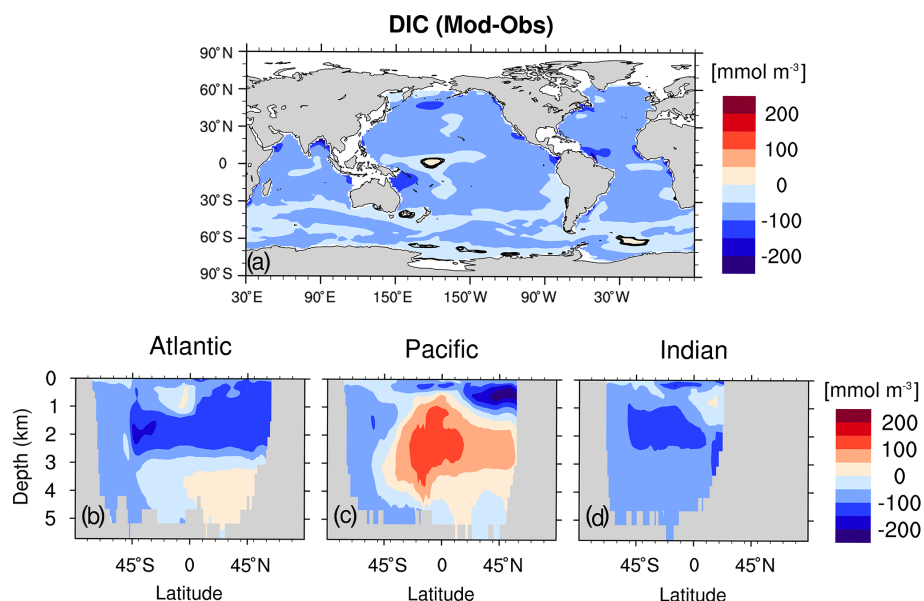 DIC (Mod-Obs)
90°N
60°N
30°N
0
30°S
60°S
90°S
(a)
30°E 90°E 150°E 150°W 90°W 30°W
[mmol m-3]
200
100
0
-100
-200
Atlantic Pacific Indian
Depth (km)
0
1
2
3
4
5
(b) (c) (d)
45°S 0 45°N 45°S 0 45°N 45°S 0 45°N
Latitude Latitude Latitude
[mmol m-3]
200
100
0
-100
-200